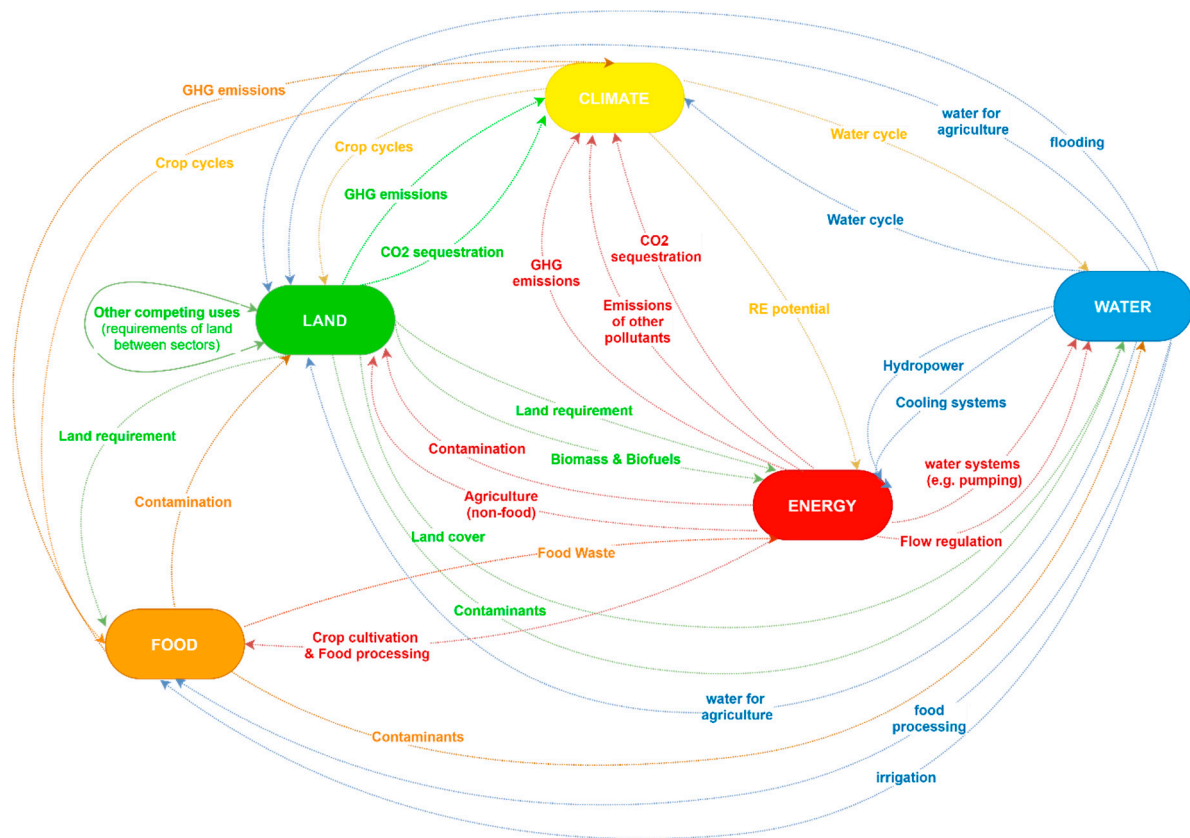 GHG emissions
CLIMATE
water for
agriculture
flooding
Water cycle
Crop cycles
Crop cycles
GHG emissions
Water cycle
CO2 sequestration
CO2
sequestration
GHG
emissions
LAND
WATER
Other competing uses
(requirements of land
between sectors)
Emissions
of other
pollutants
RE potential
Hydropower
Cooling systems
Land requirement
Land requirement
Contamination
Biomass & Biofuels
water systems
(e.g. pumping)
Contamination
Agriculture
(non-food)
ENERGY
Land cover
Food Waste
Flow regulation
Contaminants
FOOD
Crop cultivation
& Food processing
water for
agriculture
food
processing
Contaminants
irrigation